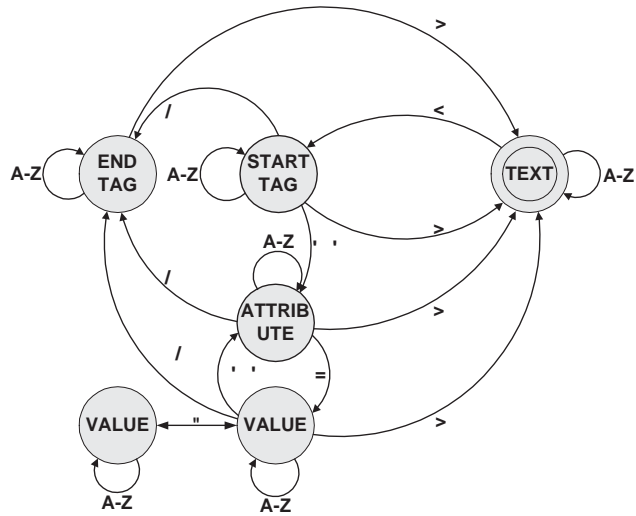 >
/
<
END
TAG
START
TAG
TEXT
A-Z
A-Z
A-Z
>
A-Z
' '
/
ATTRIB
UTE
>
/
' '
=
VALUE
"
VALUE
>
A-Z
A-Z